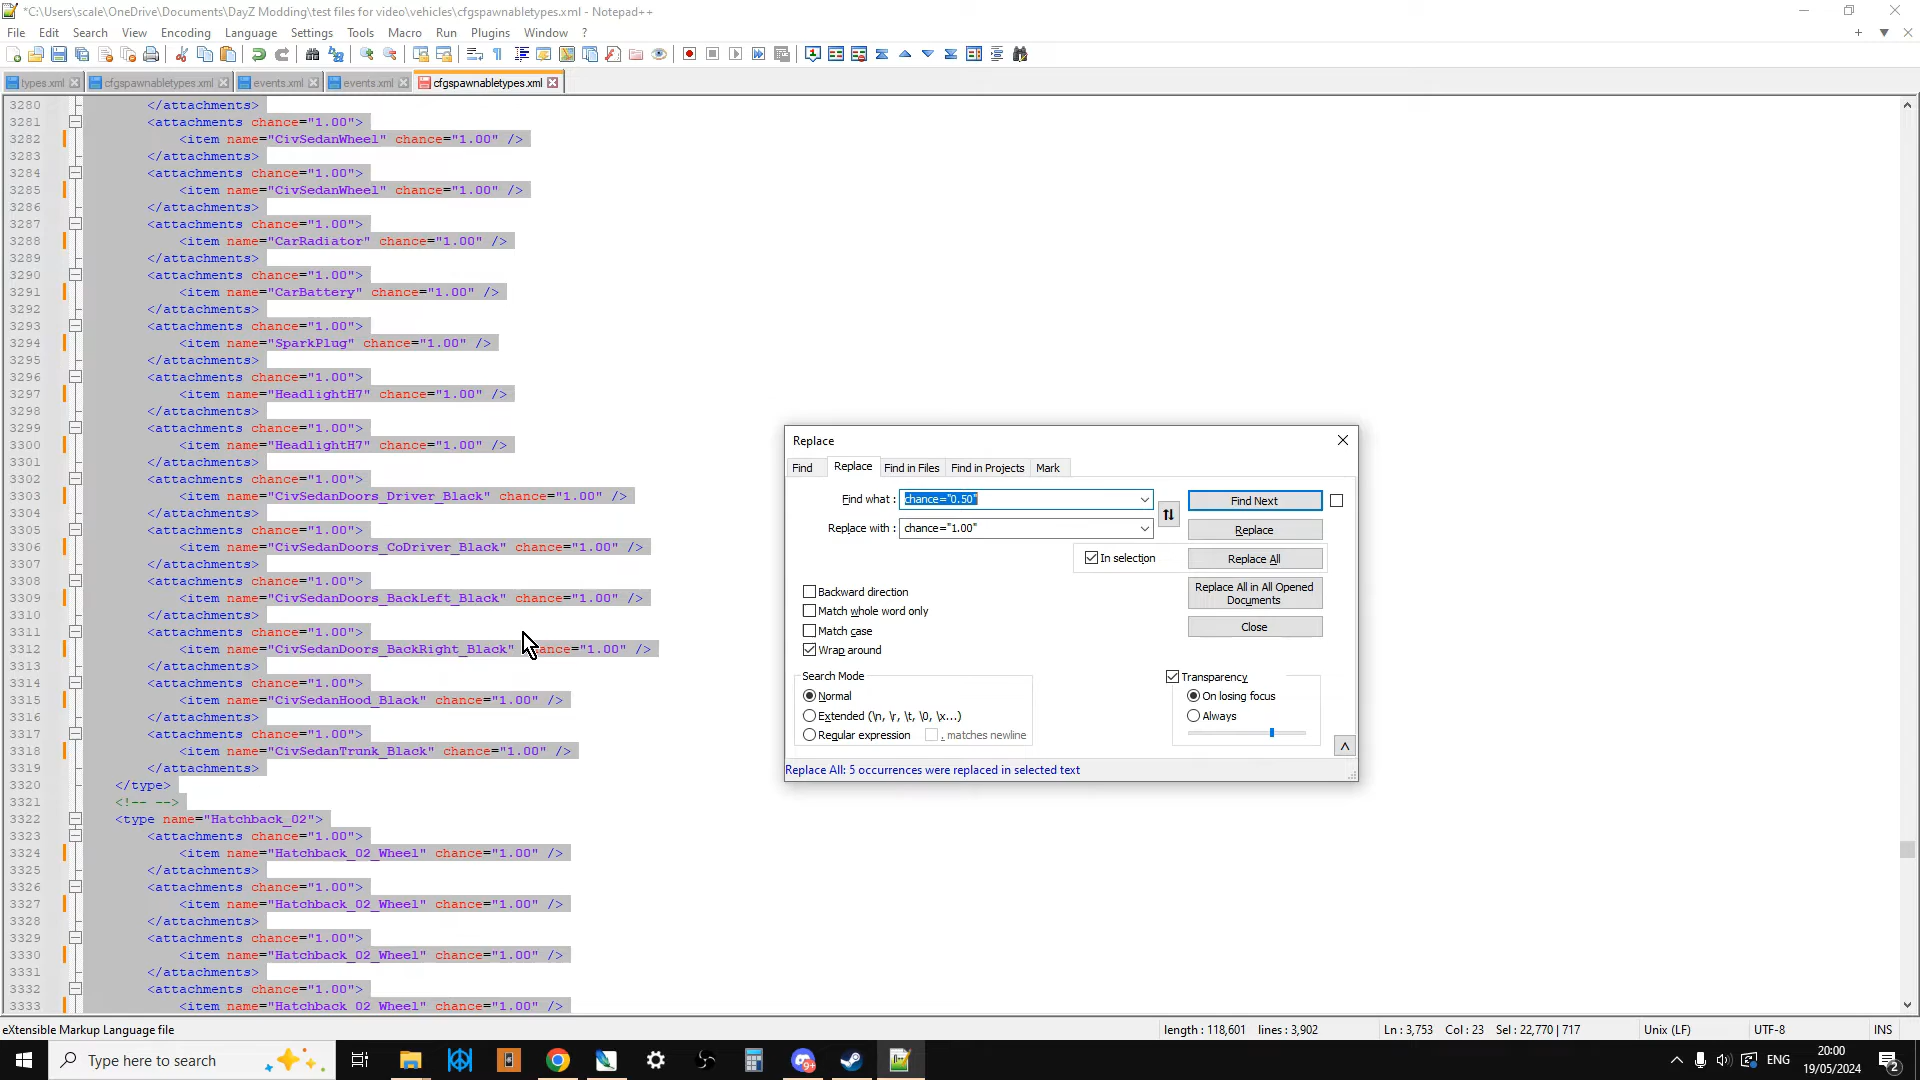 *C:\Users\scale\OneDrive\Documents\DayZ Modding\test files for video\vehicles\cfgspawnabletypes.xml - Notepad++
File Edit Search View Encoding Language Settings Tools Macro Run Plugins Window ?
types.xml cfgspawnabletypes.xml events.xml events.xml cfgspawnabletypes.xml
3280 </attachments>
3281 <attachments chance="1.00">
3282 <item name="CivSedanWheel" chance="1.00" />
3283 </attachments>
3284 <attachments chance="1.00">
3285 <item name="CivSedanWheel" chance="1.00" />
3286 </attachments>
3287 <attachments chance="1.00">
3288 <item name="CarRadiator" chance="1.00" />
3289 </attachments>
3290 <attachments chance="1.00">
3291 <item name="CarBattery" chance="1.00" />
3292 </attachments>
3293 <attachments chance="1.00">
3294 <item name="SparkPlug" chance="1.00" />
3295 </attachments>
3296 <attachments chance="1.00">
3297 <item name="HeadlightH7" chance="1.00" />
3298 </attachments>
3299 <attachments chance="1.00">
3300 <item name="HeadlightH7" chance="1.00" />
3301 </attachments>
3302 <attachments chance="1.00">
3303 <item name="CivSedanDoors_Driver_Black" chance="1.00" />
3304 </attachments>
3305 <attachments chance="1.00">
3306 <item name="CivSedanDoors_CoDriver_Black" chance="1.00" />
3307 </attachments>
3308 <attachments chance="1.00">
3309 <item name="CivSedanDoors_BackLeft_Black" chance="1.00" />
3310 </attachments>
3311 <attachments chance="1.00">
3312 <item name="CivSedanDoors_BackRight_Black" chance="1.00" />
3313 </attachments>
3314 <attachments chance="1.00">
3315 <item name="CivSedanHood_Black" chance="1.00" />
3316 </attachments>
3317 <attachments chance="1.00">
3318 <item name="CivSedanTrunk_Black" chance="1.00" />
3319 </attachments>
3320 </type>
3321 <!-- -->
3322 <type name="Hatchback_02">
3323 <attachments chance="1.00">
3324 <item name="Hatchback_02_Wheel" chance="1.00" />
3325 </attachments>
3326 <attachments chance="1.00">
3327 <item name="Hatchback_02_Wheel" chance="1.00" />
3328 </attachments>
3329 <attachments chance="1.00">
3330 <item name="Hatchback_02_Wheel" chance="1.00" />
3331 </attachments>
3332 <attachments chance="1.00">
3333 <item name="Hatchback_02_Wheel" chance="1.00" />
Replace
Find Replace Find in Files Find in Projects Mark
Find what : chance="0.50" Find Next
Replace with : chance="1.00" Replace
In selection Replace All
Replace All in All Opened
Documents
Backward direction
Match whole word only
Close
Match case
Wrap around
Search Mode
Transparency
Normal
On losing focus
Extended (\n, \r, \t, \0, \x...)
Always
Regular expression . matches newline
Replace All: 5 occurrences were replaced in selected text
eXtensible Markup Language file length : 118,601 lines : 3,902 Ln : 3,753 Col : 23 Sel : 22,770 | 717 Unix (LF) UTF-8 INS
Type here to search
9+
ENG
20:00
19/05/2024
2